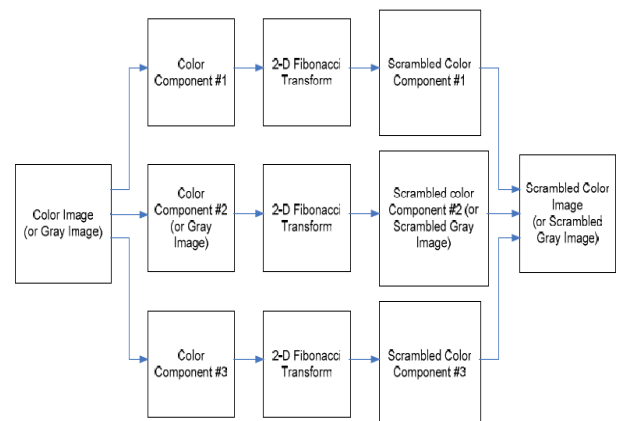 Color
Component #1
2-D Fibonacci
Transform
Scrambled Color
Component #1
Color Image
(or Gray Image)
Color
Component #2
(or Gray
Image)
2-D Fibonacci
Transform
Scrambled color
Component #2 (or
Scrambled Gray
Image)
Scrambled Color
Image
(or Scrambled
Gray Image)
Color
Component #3
2-D Fibonacci
Transform
Scrambled Color
Component #3